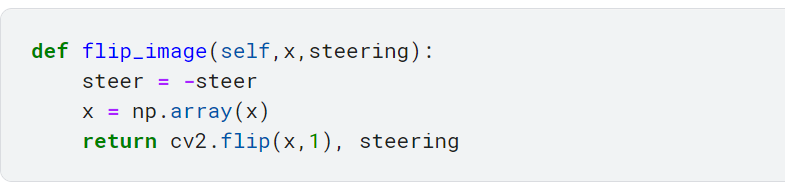 def flip_image(self,x,steering):
    steer = -steer
    x = np.array(x)
    return cv2.flip(x,1), steering